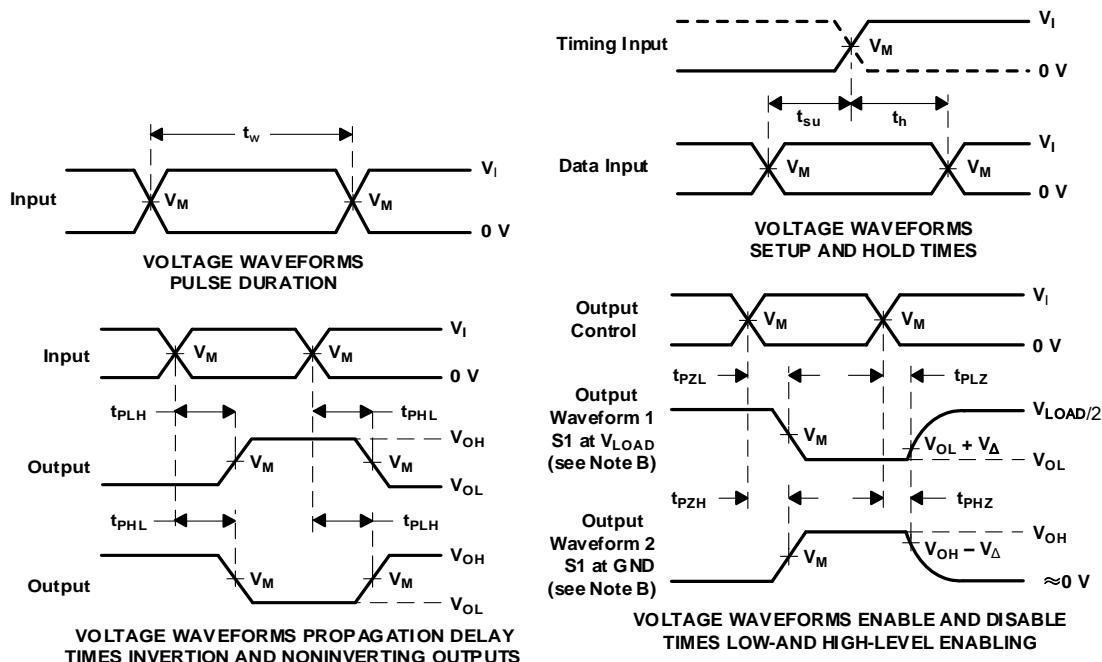 t_w
Input
V_M
V_M
V_I
0 V
VOLTAGE WAVEFORMS
PULSE DURATION
Timing Input
V_M
V_I
0 V
t_su
t_h
Data Input
V_M
V_M
V_I
0 V
VOLTAGE WAVEFORMS
SETUP AND HOLD TIMES
Input
V_M
V_M
V_I
0 V
t_PLH
t_PHL
Output
V_M
V_M
V_OH
V_OL
t_PHL
t_PLH
Output
V_M
V_M
V_OH
V_OL
VOLTAGE WAVEFORMS PROPAGATION DELAY
TIMES INVERTION AND NONINVERTING OUTPUTS
Output
Control
V_M
V_M
V_I
0 V
t_PZL
t_PLZ
Output
Waveform 1
S1 at V_LOAD
(see Note B)
V_M
V_LOAD/2
V_OL + V_Δ
V_OL
t_PZH
t_PHZ
Output
Waveform 2
S1 at GND
(see Note B)
V_M
V_OH
V_OH – V_Δ
≈0 V
VOLTAGE WAVEFORMS ENABLE AND DISABLE
TIMES LOW-AND HIGH-LEVEL ENABLING